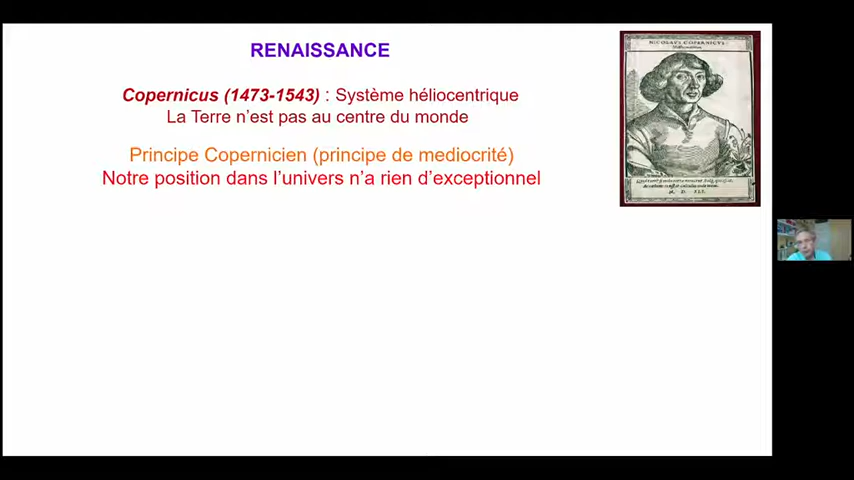 RENAISSANCE
Copernicus (1473-1543) : Système héliocentrique
La Terre n'est pas au centre du monde
Principe Copernicien (principe de mediocrité)
Notre position dans l'univers n'a rien d'exceptionnel
NICOLAVS COPERNICVS